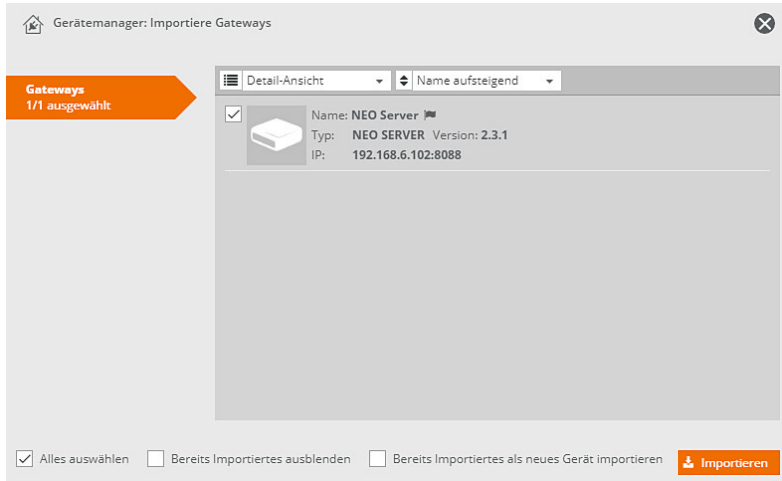 Gerätemanager: Importiere Gateways
Gateways
1/1 ausgewählt
Detail-Ansicht
Name aufsteigend
Name: NEO Server
Typ: NEO SERVER Version: 2.3.1
IP: 192.168.6.102:8088
Alles auswählen
Bereits Importiertes ausblenden
Bereits Importiertes als neues Gerät importieren
Importieren